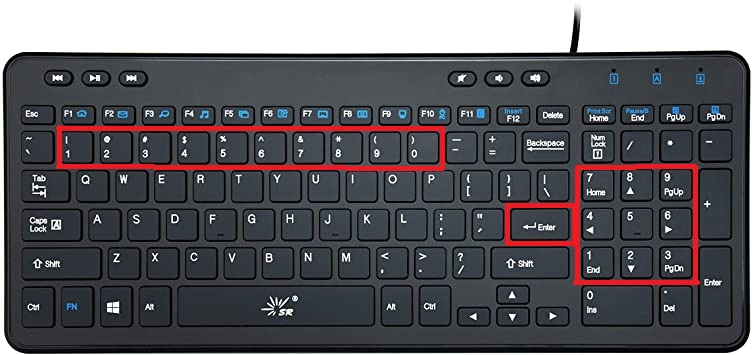 1 A
Esc F1 F2 F3 F4 F5 F6 F7 F8 F9 F10 F11 Insert F12 Delete Print Scr Home Pause/B End PgUp PgDn
~ ` ! 1 @ 2 # 3 $ 4 % 5 ^ 6 & 7 * 8 ( 9 ) 0 _ - + = Backspace Num Lock 1 / * -
Tab Q W E R T Y U I O P { [ } ] | \ 7 Home 8 ▲ 9 PgUp +
Caps Lock A A S D F G H J K L : ; " ' ↵ Enter 4 ◄ 5 _ 6 ►
⇧ Shift Z X C V B N M < , > . ? / ⇧ Shift 1 End 2 ▼ 3 PgDn Enter
Ctrl FN Alt SR ® Alt Ctrl ◄ ▲ ▼ ► 0 Ins . Del